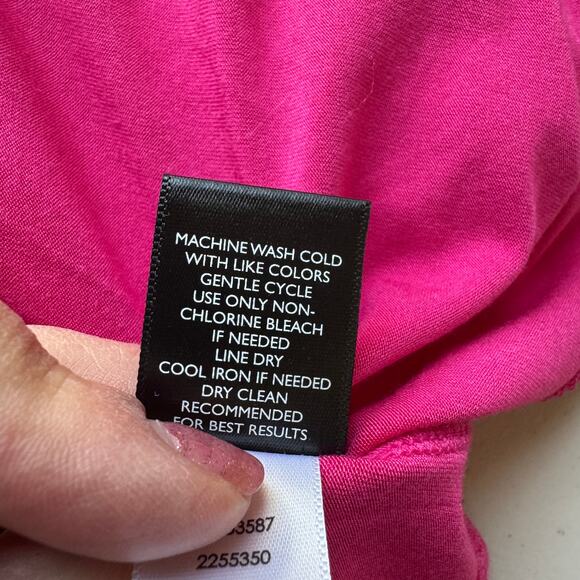 MACHINE WASH COLD
WITH LIKE COLORS
GENTLE CYCLE
USE ONLY NON-
CHLORINE BLEACH
IF NEEDED
LINE DRY
COOL IRON IF NEEDED
DRY CLEAN
RECOMMENDED
FOR BEST RESULTS
2255350